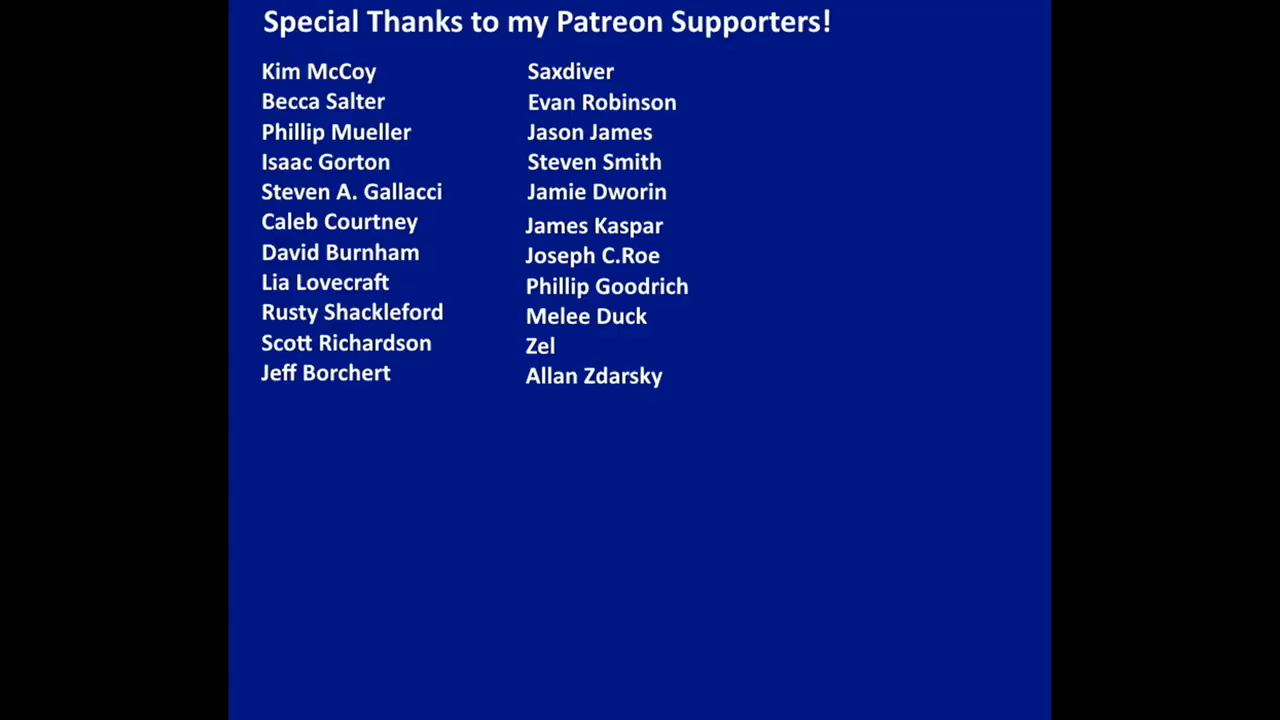 Special Thanks to my Patreon Supporters!
Kim McCoy
Becca Salter
Phillip Mueller
Isaac Gorton
Steven A. Gallacci
Caleb Courtney
David Burnham
Lia Lovecraft
Rusty Shackleford
Scott Richardson
Jeff Borchert
Saxdiver
Evan Robinson
Jason James
Steven Smith
Jamie Dworin
James Kaspar
Joseph C.Roe
Phillip Goodrich
Melee Duck
Zel
Allan Zdarsky